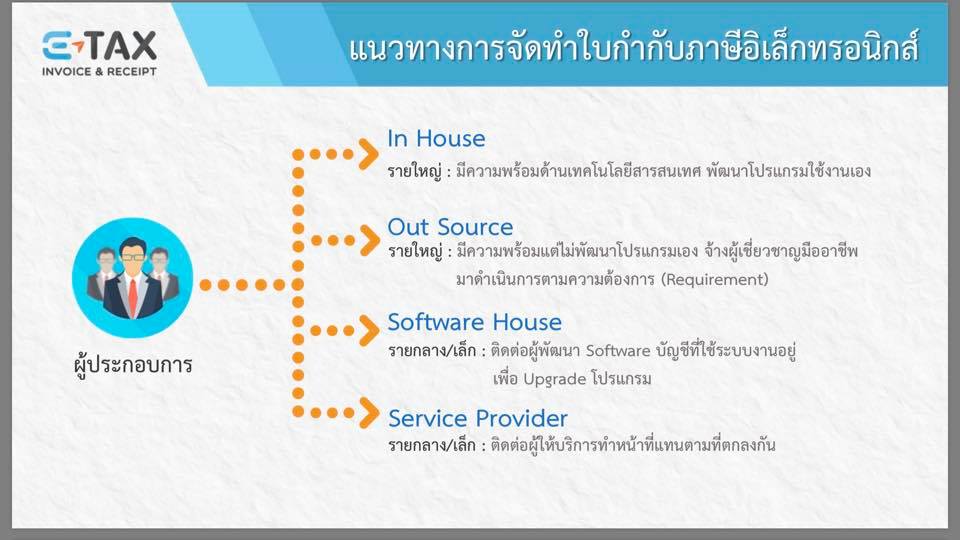 E-TAX
INVOICE & RECEIPT
แนวทางการจัดทำใบกำกับภาษีอิเล็กทรอนิกส์
In House
รายใหญ่ : มีความพร้อมด้านเทคโนโลยีสารสนเทศ พัฒนาโปรแกรมใช้งานเอง
Out Source
รายใหญ่ : มีความพร้อมแต่ไม่พัฒนาโปรแกรมเอง จ้างผู้เชี่ยวชาญมืออาชีพ
มาดำเนินการตามความต้องการ (Requirement)
Software House
รายกลาง/เล็ก : ติดต่อผู้พัฒนา Software บัญชีที่ใช้ระบบงานอยู่
เพื่อ Upgrade โปรแกรม
ผู้ประกอบการ
Service Provider
รายกลาง/เล็ก : ติดต่อผู้ให้บริการทำหน้าที่แทนตามที่ตกลงกัน